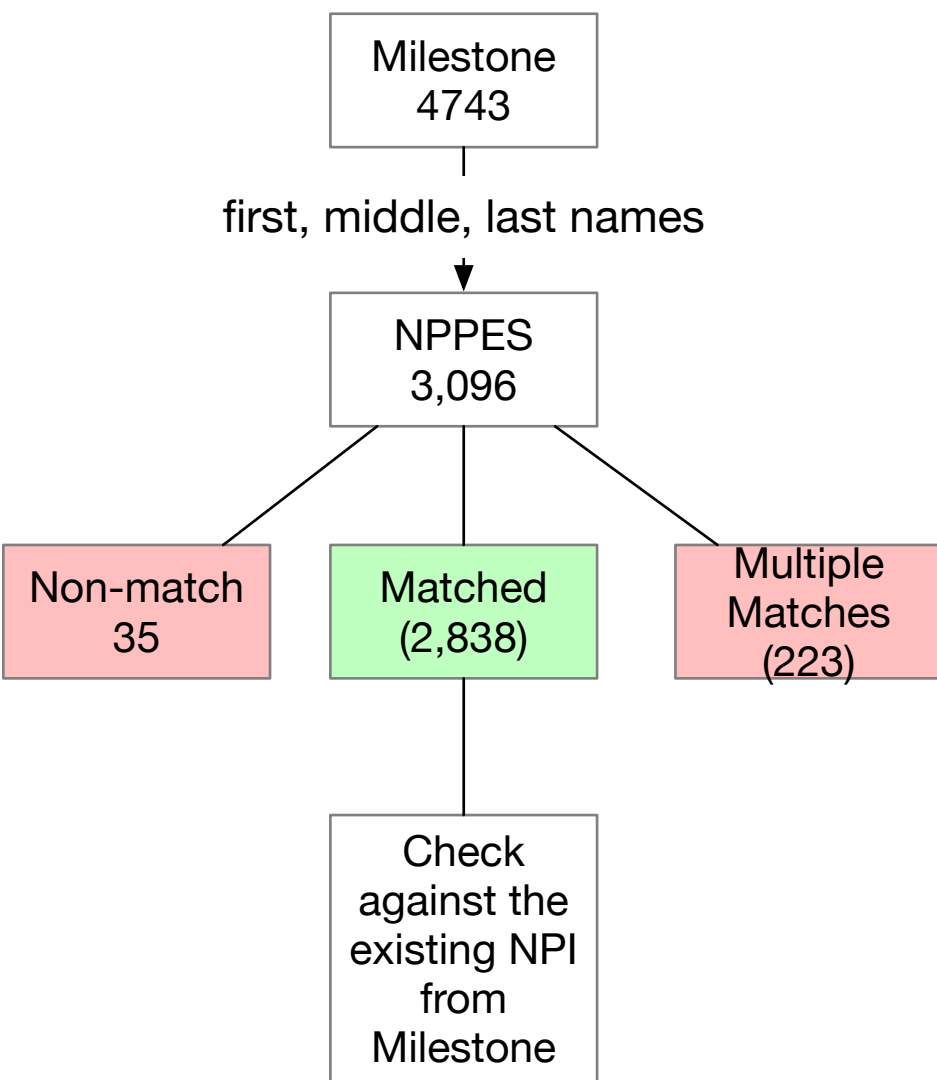 Milestone
4743
first, middle, last names
NPPES
3,096
Non-match
35
Matched
(2,838)
Multiple
Matches
(223)
Check
against the
existing NPI
from
Milestone